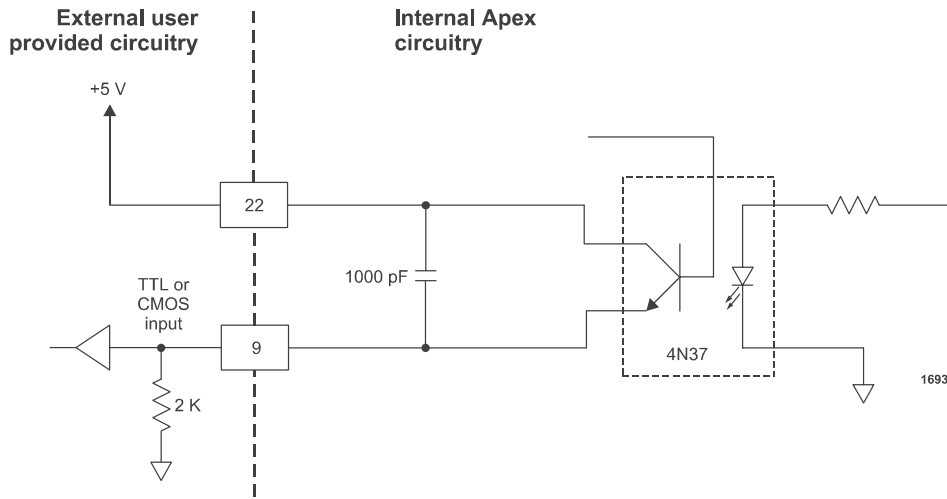 External user
provided circuitry
Internal Apex
circuitry
+5 V
22
1000 pF
TTL or
CMOS
input
9
2 K
4N37
1693